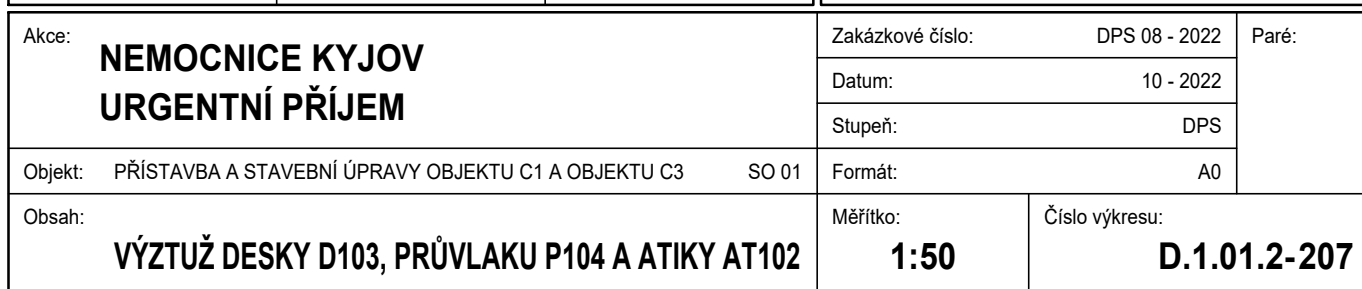 Akce:
NEMOCNICE KYJOV
URGENTNÍ PŘÍJEM
Zakázkové číslo: DPS 08 - 2022
Paré:
Datum: 10 - 2022
Stupeň: DPS
Objekt: PŘÍSTAVBA A STAVEBNÍ ÚPRAVY OBJEKTU C1 A OBJEKTU C3 SO 01
Formát: A0
Obsah:
VÝZTUŽ DESKY D103, PRŮVLAKU P104 A ATIKY AT102
Měřítko:
1:50
Číslo výkresu:
D.1.01.2-207